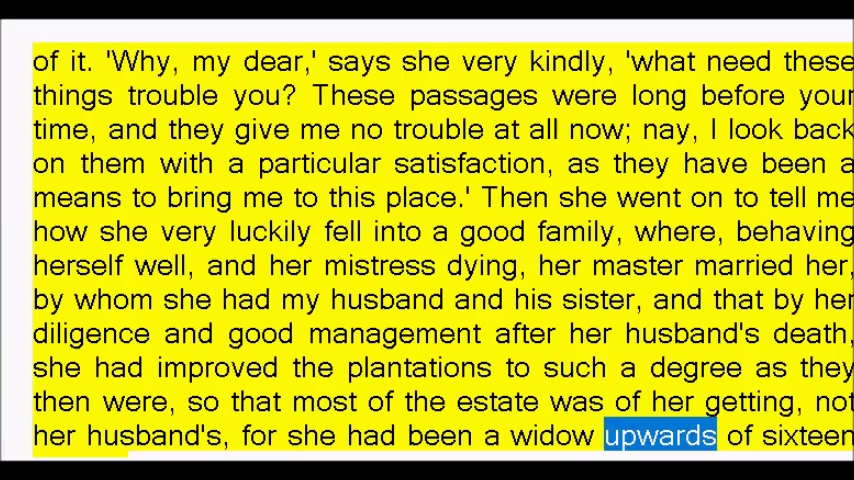 of it. 'Why, my dear,' says she very kindly, 'what need these
things trouble you? These passages were long before your
time, and they give me no trouble at all now; nay, I look back
on them with a particular satisfaction, as they have been a
means to bring me to this place.' Then she went on to tell me
how she very luckily fell into a good family, where, behaving
herself well, and her mistress dying, her master married her,
by whom she had my husband and his sister, and that by her
diligence and good management after her husband's death,
she had improved the plantations to such a degree as they
then were, so that most of the estate was of her getting, not
her husband's, for she had been a widow upwards of sixteen